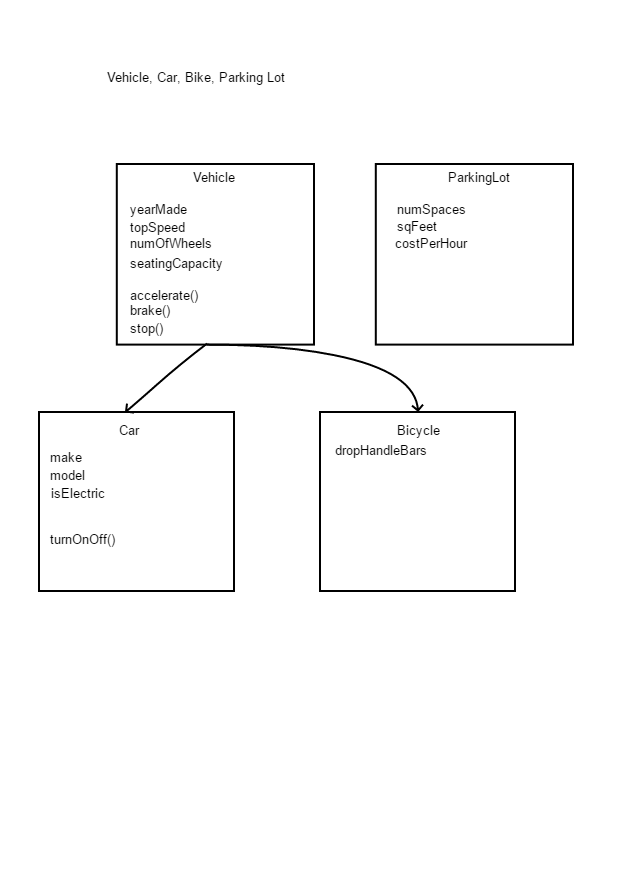 Vehicle, Car, Bike, Parking Lot
Vehicle
yearMade
topSpeed
numOfWheels
seatingCapacity
accelerate()
brake()
stop()
ParkingLot
numSpaces
sqFeet
costPerHour
Car
make
model
isElectric
turnOnOff()
Bicycle
dropHandleBars